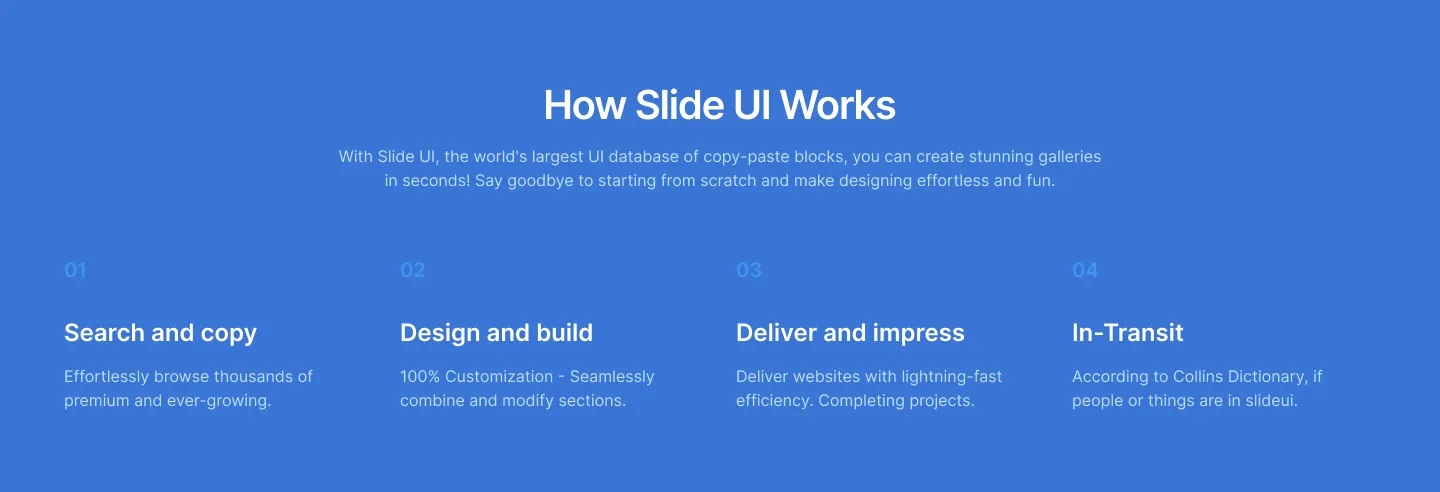 How Slide UI Works
With Slide UI, the world's largest UI database of copy-paste blocks, you can create stunning galleries
in seconds! Say goodbye to starting from scratch and make designing effortless and fun.
01
Search and copy
Effortlessly browse thousands of
premium and ever-growing.
02
Design and build
100% Customization - Seamlessly
combine and modify sections.
03
Deliver and impress
Deliver websites with lightning-fast
efficiency. Completing projects.
04
In-Transit
According to Collins Dictionary, if
people or things are in slideui.